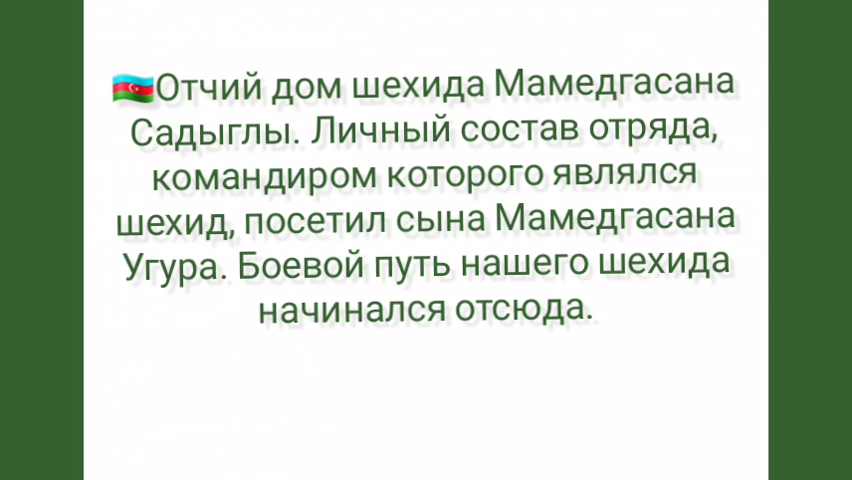 🇦🇿Отчий дом шехида Мамедгасана
Садыглы. Личный состав отряда,
командиром которого являлся
шехид, посетил сына Мамедгасана
Угура. Боевой путь нашего шехида
начинался отсюда.